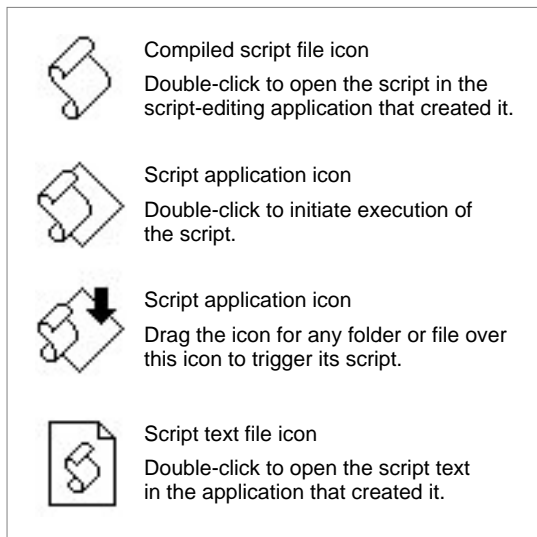 Compiled script file icon
Double-click to open the script in the
script-editing application that created it.
Script application icon
Double-click to initiate execution of
the script.
Script application icon
Drag the icon for any folder or file over
this icon to trigger its script.
Script text file icon
Double-click to open the script text
in the application that created it.